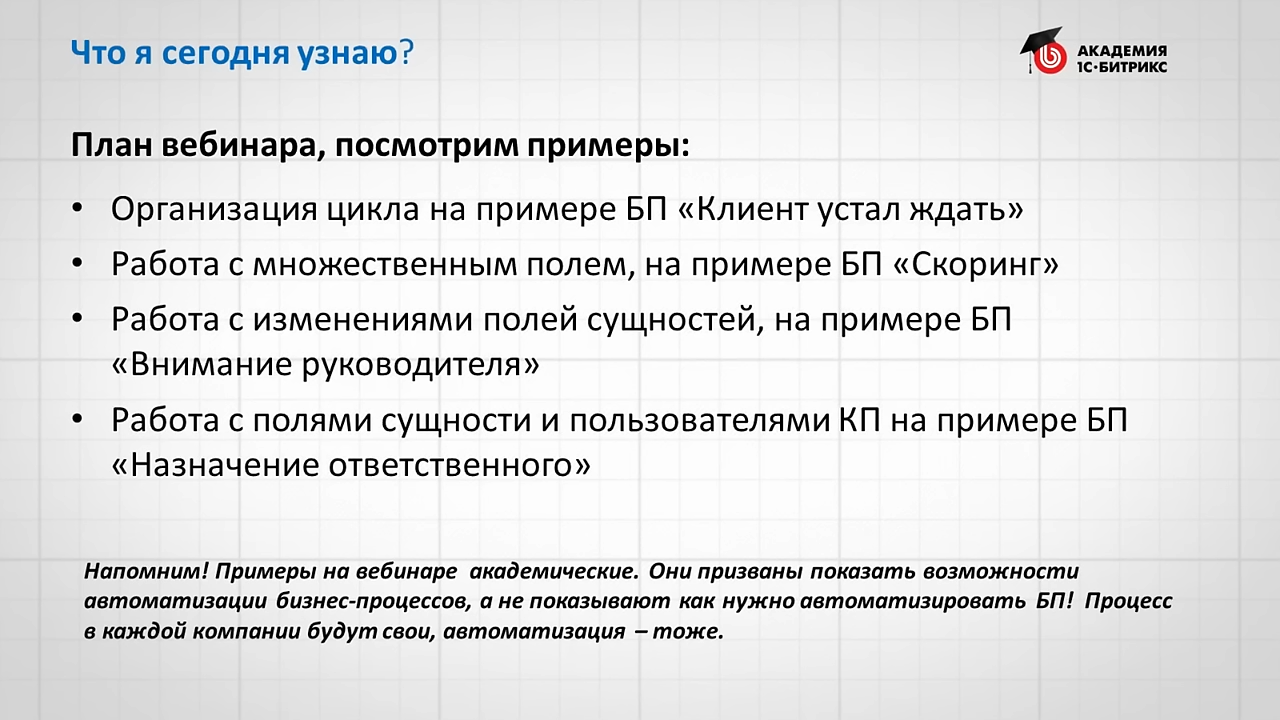 Что я сегодня узнаю?
АКАДЕМИЯ
1С·БИТРИКС
План вебинара, посмотрим примеры:
• Организация цикла на примере БП «Клиент устал ждать»
• Работа с множественным полем, на примере БП «Скоринг»
• Работа с изменениями полей сущностей, на примере БП
«Внимание руководителя»
• Работа с полями сущности и пользователями КП на примере БП
«Назначение ответственного»
Напомним! Примеры на вебинаре академические. Они призваны показать возможности
автоматизации бизнес-процессов, а не показывают как нужно автоматизировать БП! Процесс
в каждой компании будут свои, автоматизация – тоже.